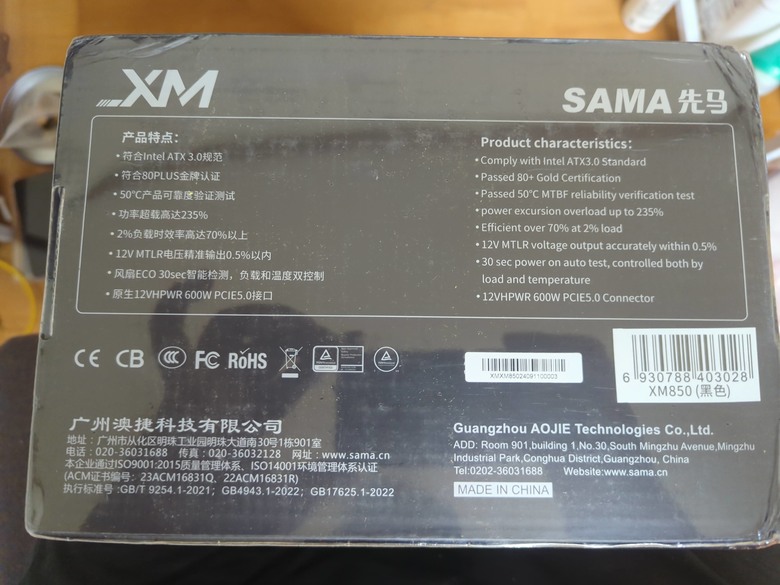 XM
SAMA 先马
产品特点：
• 符合Intel ATX 3.0规范
• 符合80PLUS金牌认证
• 50℃产品可靠度验证测试
• 功率超载高达235%
• 2%负载时效率高达70%以上
• 12V MTLR电压精准输出0.5%以内
• 风扇ECO 30sec智能检测，负载和温度双控制
• 原生12VHPWR 600W PCIE5.0接口
Product characteristics：
• Comply with Intel ATX3.0 Standard
• Passed 80+ Gold Certification
• Passed 50℃ MTBF reliability verification test
• power excursion overload up to 235%
• Efficient over 70% at 2% load
• 12V MTLR voltage output accurately within 0.5%
• 30 sec power on auto test, controlled both by
load and temperature
• 12VHPWR 600W PCIE5.0 Connector
CE CB CCC FC RoHS
XMXM85024091100003
6 930788 403028
XM850 (黑色)
广州澳捷科技有限公司
地址：广州市从化区明珠工业园明珠大道南30号1栋901室
电话：020-36031688 传真：020-36032128 网站：www.sama.cn
本企业通过ISO9001:2015质量管理体系、ISO14001环境管理体系认证
(ACM证书编号：23ACM16831Q、22ACM16831R)
执行标准号：GB/T 9254.1-2021；GB4943.1-2022；GB17625.1-2022
Guangzhou AOJIE Technologies Co.,Ltd.
ADD: Room 901,building 1,No.30,South Mingzhu Avenue,Mingzhu
Industrial Park,Conghua District,Guangzhou, China
Tel:0202-36031688 Website:www.sama.cn
MADE IN CHINA